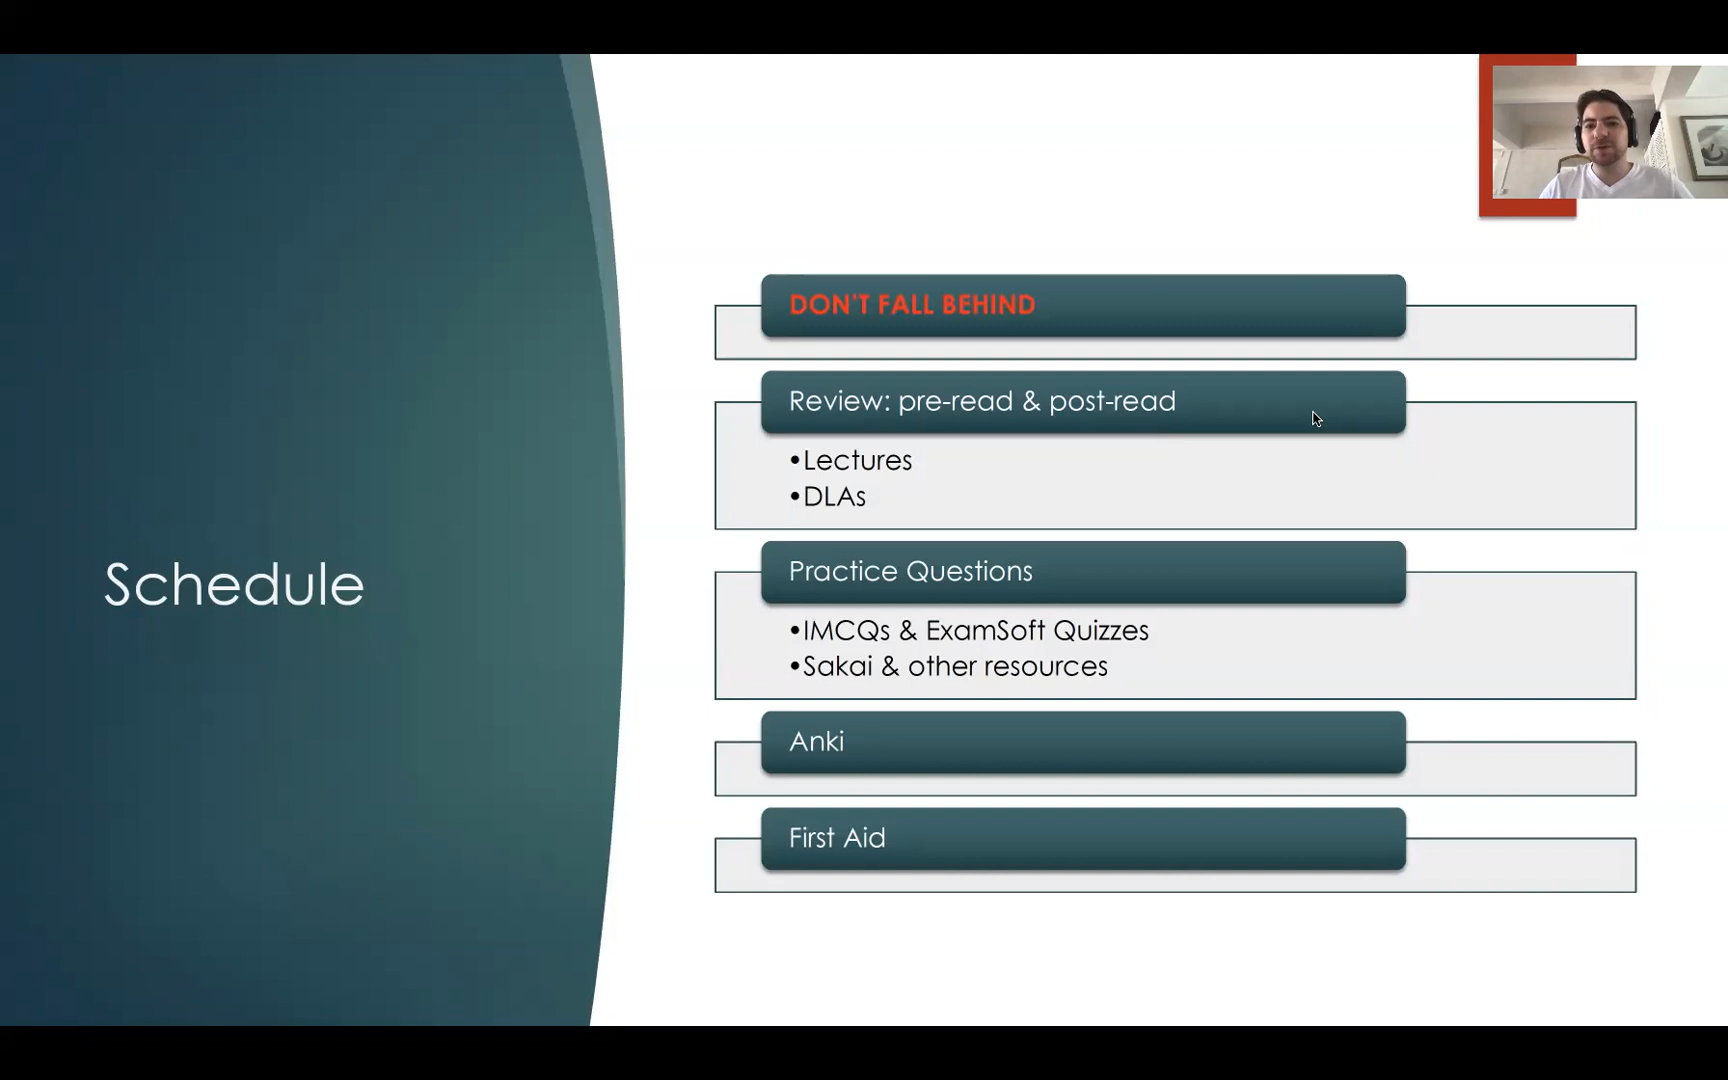 Schedule
DON'T FALL BEHIND
Review: pre-read & post-read
•Lectures
•DLAs
Practice Questions
•IMCQs & ExamSoft Quizzes
•Sakai & other resources
Anki
First Aid